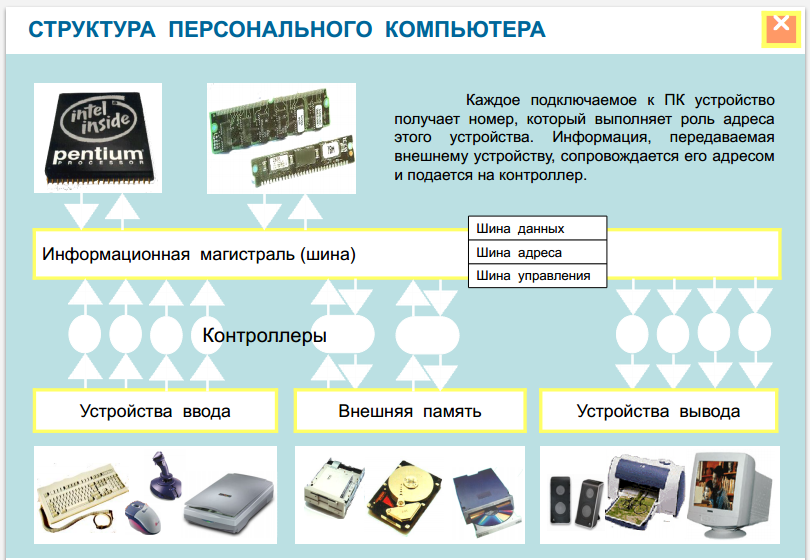 СТРУКТУРА ПЕРСОНАЛЬНОГО КОМПЬЮТЕРА
intel
inside
pentium
PROCESSOR
Каждое подключаемое к ПК устройство
получает номер, который выполняет роль адреса
этого устройства. Информация, передаваемая
внешнему устройству, сопровождается его адресом
и подается на контроллер.
Информационная магистраль (шина)
Шина данных
Шина адреса
Шина управления
Контроллеры
Устройства ввода
Внешняя память
Устройства вывода